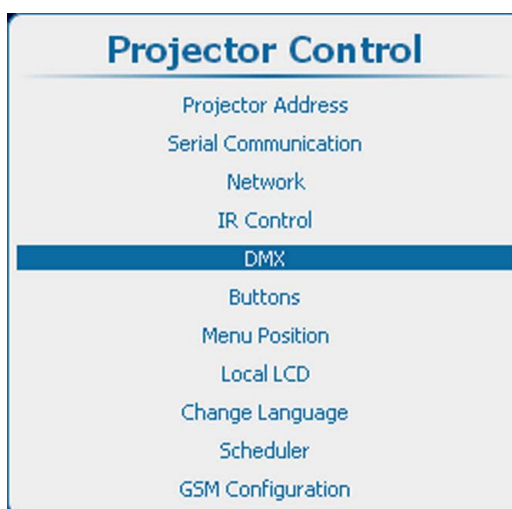 Projector Control
Projector Address
Serial Communication
Network
IR Control
DMX
Buttons
Menu Position
Local LCD
Change Language
Scheduler
GSM Configuration